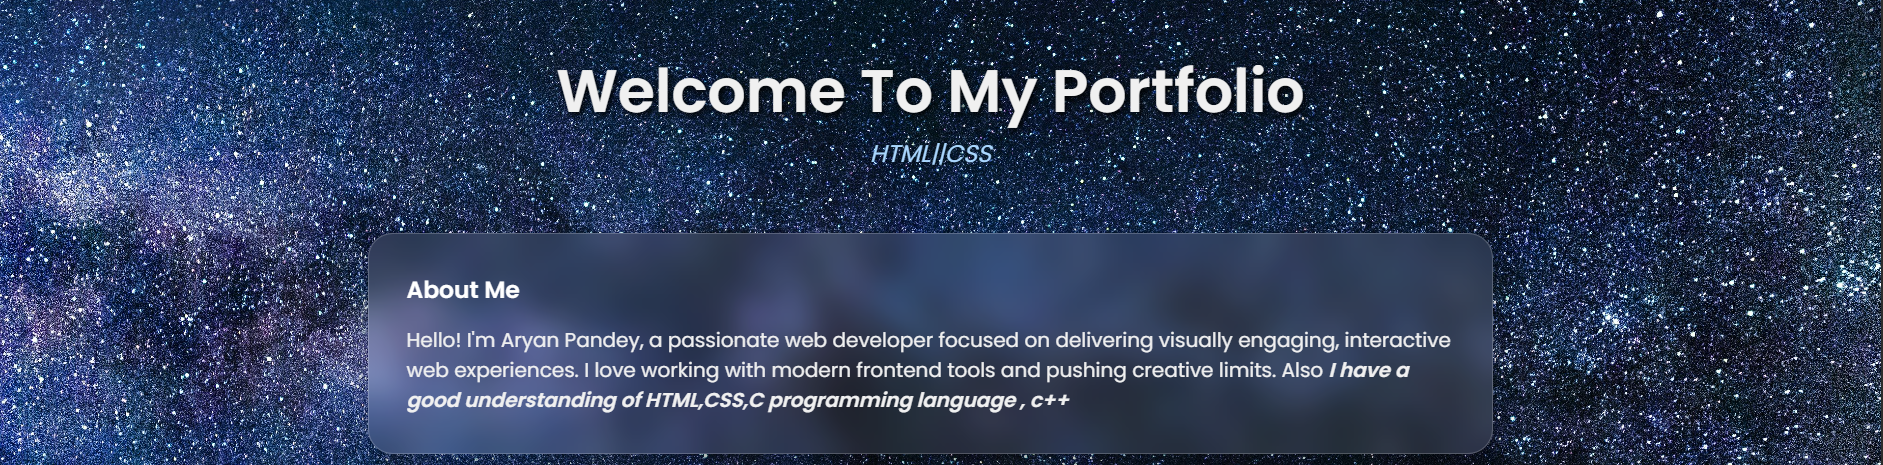 Welcome To My Portfolio
HTML||CSS
About Me
Hello! I'm Aryan Pandey, a passionate web developer focused on delivering visually engaging, interactive
web experiences. I love working with modern frontend tools and pushing creative limits. Also I have a
good understanding of HTML,CSS,C programming language , c++